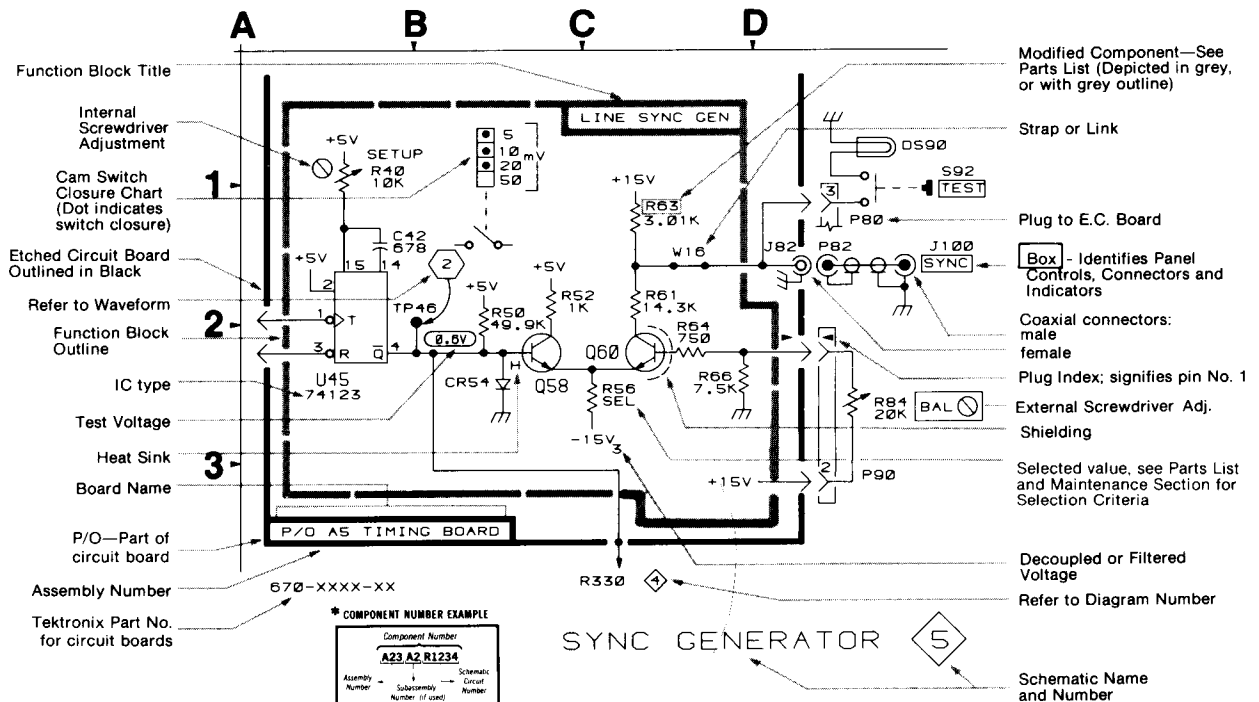 A
B
C
D
Function Block Title
Internal
Screwdriver
Adjustment
Cam Switch
Closure Chart
(Dot indicates
switch closure)
Etched Circuit Board
Outlined in Black
Refer to Waveform
Function Block
Outline
IC type
Test Voltage
Heat Sink
Board Name
P/O—Part of
circuit board
Assembly Number
Tektronix Part No.
for circuit boards
1
2
3
LINE SYNC GEN
+5V
SETUP
R40
10K
5
10
20
50
mV
C42
678
+5V
15
14
2
1
T
3
R
Q
4
U45
74123
2
TP46
0.6V
+5V
R50
49.9K
CR54
H
+5V
R52
1K
Q58
+15V
R63
3.01K
W16
R61
14.3K
Q60
R64
750
R66
7.5K
R56
SEL
-15V
3
+15V
DS90
S92
TEST
3
P80
J82
P82
J100
SYNC
R84
20K
BAL
2
P90
P/O A5 TIMING BOARD
670-XXXX-XX
R330
4
* COMPONENT NUMBER EXAMPLE
Component Number
A23 A2 R1234
Assembly
Number
Subassembly
Number (if used)
Schematic
Circuit
Number
SYNC GENERATOR
5
Modified Component—See
Parts List (Depicted in grey,
or with grey outline)
Strap or Link
Plug to E.C. Board
Box - Identifies Panel
Controls, Connectors and
Indicators
Coaxial connectors:
male
female
Plug Index; signifies pin No. 1
External Screwdriver Adj.
Shielding
Selected value, see Parts List
and Maintenance Section for
Selection Criteria
Decoupled or Filtered
Voltage
Refer to Diagram Number
Schematic Name
and Number